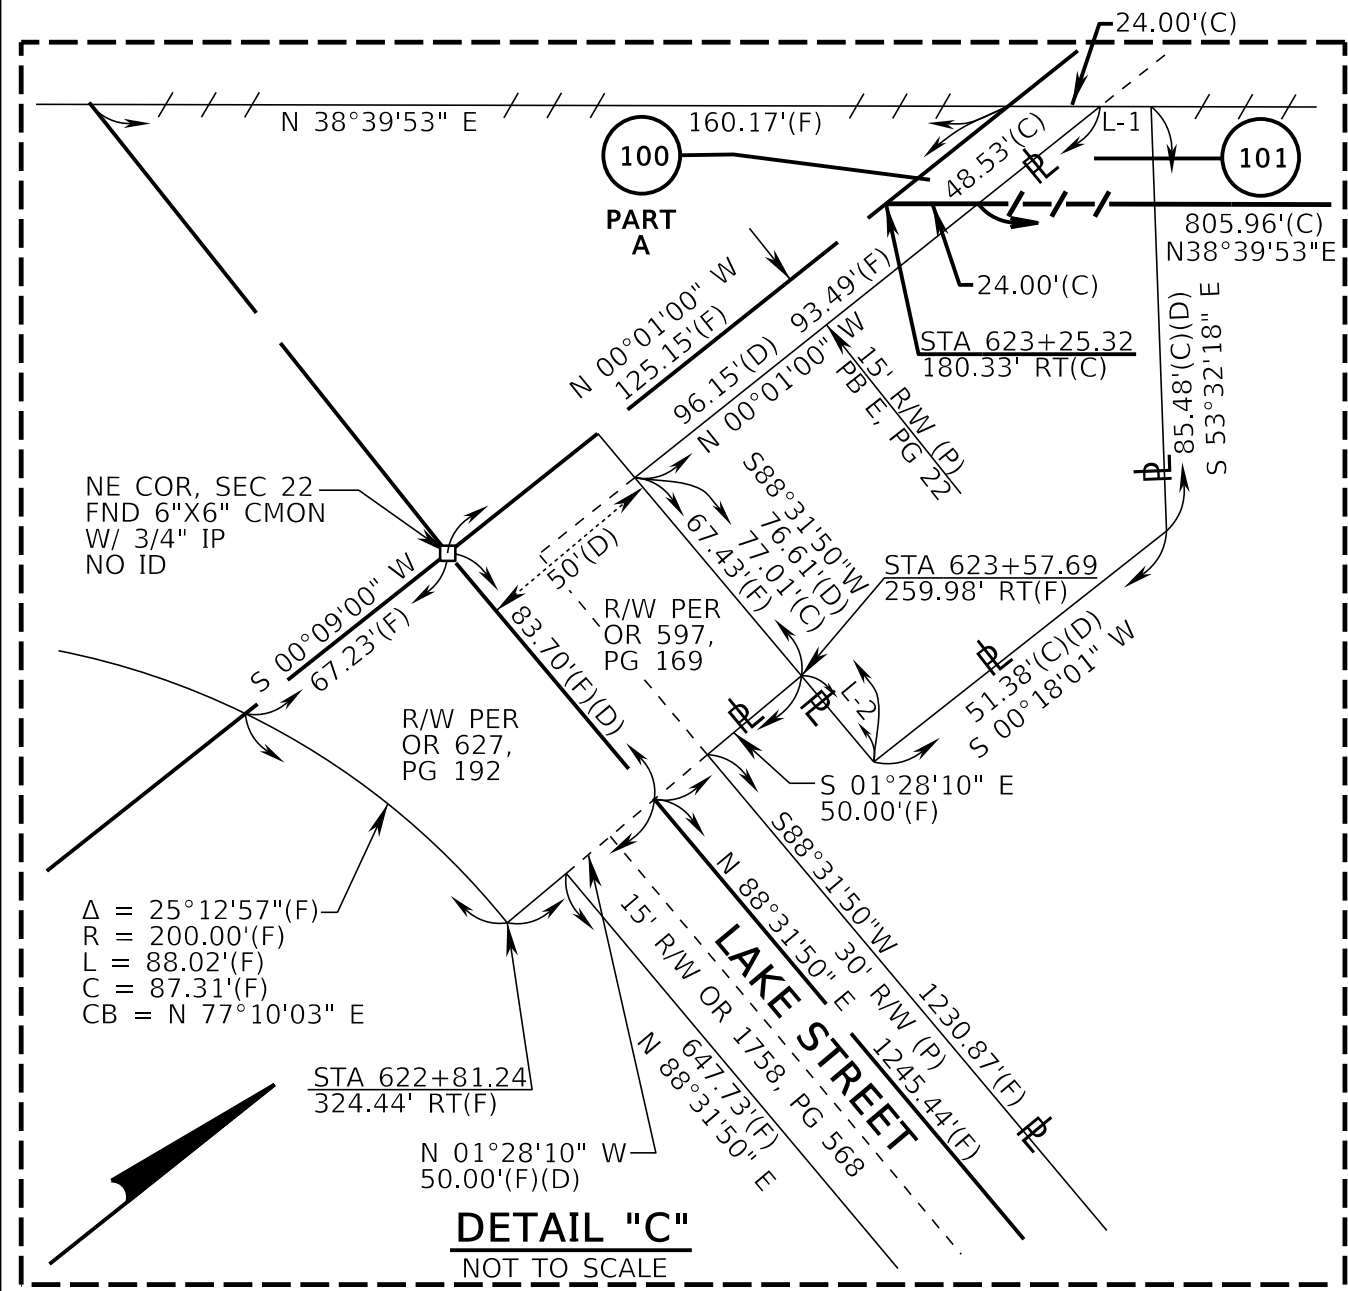 24.00'(C)
N 38°39'53" E
160.17'(F)
L-1
100
PART
A
48.53'(C)
PL
101
805.96'(C)
N38°39'53"E
24.00'(C)
STA 623+25.32
180.33' RT(C)
N 00°01'00" W
125.15'(F)
93.49'(F)
96.15'(D)
N 00°01'00" W
15' R/W (P)
PB E, PG 22
85.48'(C)(D)
S 53°32'18" E
PL
NE COR, SEC 22
FND 6"X6" CMON
W/ 3/4" IP
NO ID
50'(D)
S88°31'50"W
76.61'(D)
77.01'(C)
67.43'(F)
STA 623+57.69
259.98' RT(F)
S 00°09'00" W
67.23'(F)
83.70'(F)(D)
R/W PER
OR 597,
PG 169
PL
51.38'(C)(D)
S 00°18'01" W
PL
PL
L-2
R/W PER
OR 627,
PG 192
S 01°28'10" E
50.00'(F)
Δ = 25°12'57"(F)
R = 200.00'(F)
L = 88.02'(F)
C = 87.31'(F)
CB = N 77°10'03" E
S88°31'50"W
30' R/W (P)
1230.87'(F)
N 88°31'50" E
1245.44'(F)
PL
LAKE STREET
15' R/W OR 1758, PG 568
647.73'(F)
N 88°31'50" E
STA 622+81.24
324.44' RT(F)
N 01°28'10" W
50.00'(F)(D)
DETAIL "C"
NOT TO SCALE